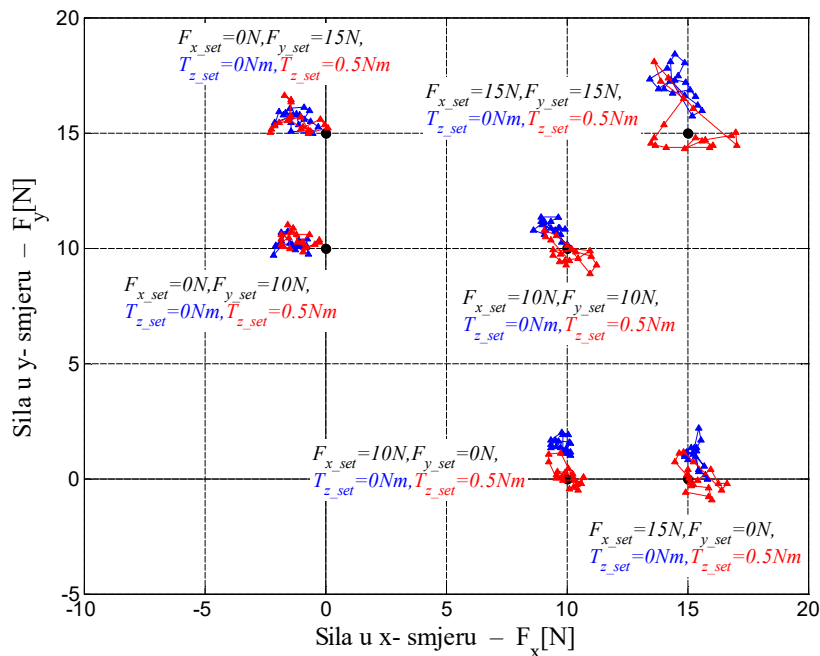 20
F_x_set=0N,F_y_set=15N,
T_z_set=0Nm,T_z_set=0.5Nm
F_x_set=15N,F_y_set=15N,
T_z_set=0Nm,T_z_set=0.5Nm
15
10
F_x_set=0N,F_y_set=10N,
T_z_set=0Nm,T_z_set=0.5Nm
F_x_set=10N,F_y_set=10N,
T_z_set=0Nm,T_z_set=0.5Nm
Sila u y- smjeru – F_y[N]
5
F_x_set=10N,F_y_set=0N,
T_z_set=0Nm,T_z_set=0.5Nm
0
F_x_set=15N,F_y_set=0N,
T_z_set=0Nm,T_z_set=0.5Nm
-5
-10 -5 0 5 10 15 20
Sila u x- smjeru – F_x[N]